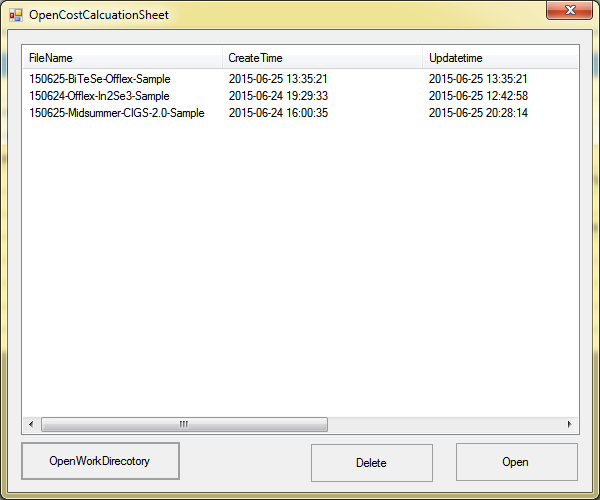 OpenCostCalcuationSheet
FileName CreateTime Updatetime
150625-BiTeSe-Offlex-Sample 2015-06-25 13:35:21 2015-06-25 13:35:21
150624-Offlex-In2Se3-Sample 2015-06-24 19:29:33 2015-06-25 12:42:58
150625-Midsummer-CIGS-2.0-Sample 2015-06-24 16:00:35 2015-06-25 20:28:14
OpenWorkDirecotory Delete Open